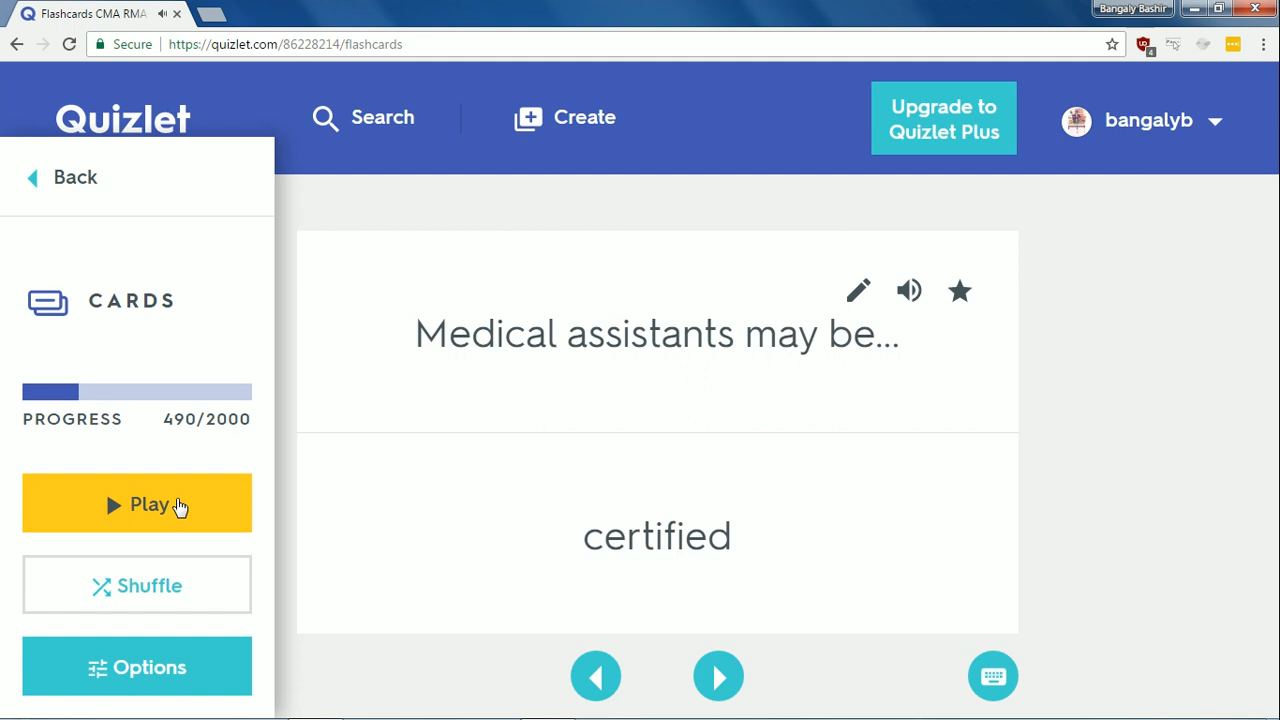 Flashcards CMA RMA
Bangaly Bashir
Secure
https://quizlet.com/86228214/flashcards
4
Quizlet
Search
Create
Upgrade to
Quizlet Plus
bangalyb
Back
CARDS
PROGRESS 490/2000
Play
Shuffle
Options
Medical assistants may be...
certified